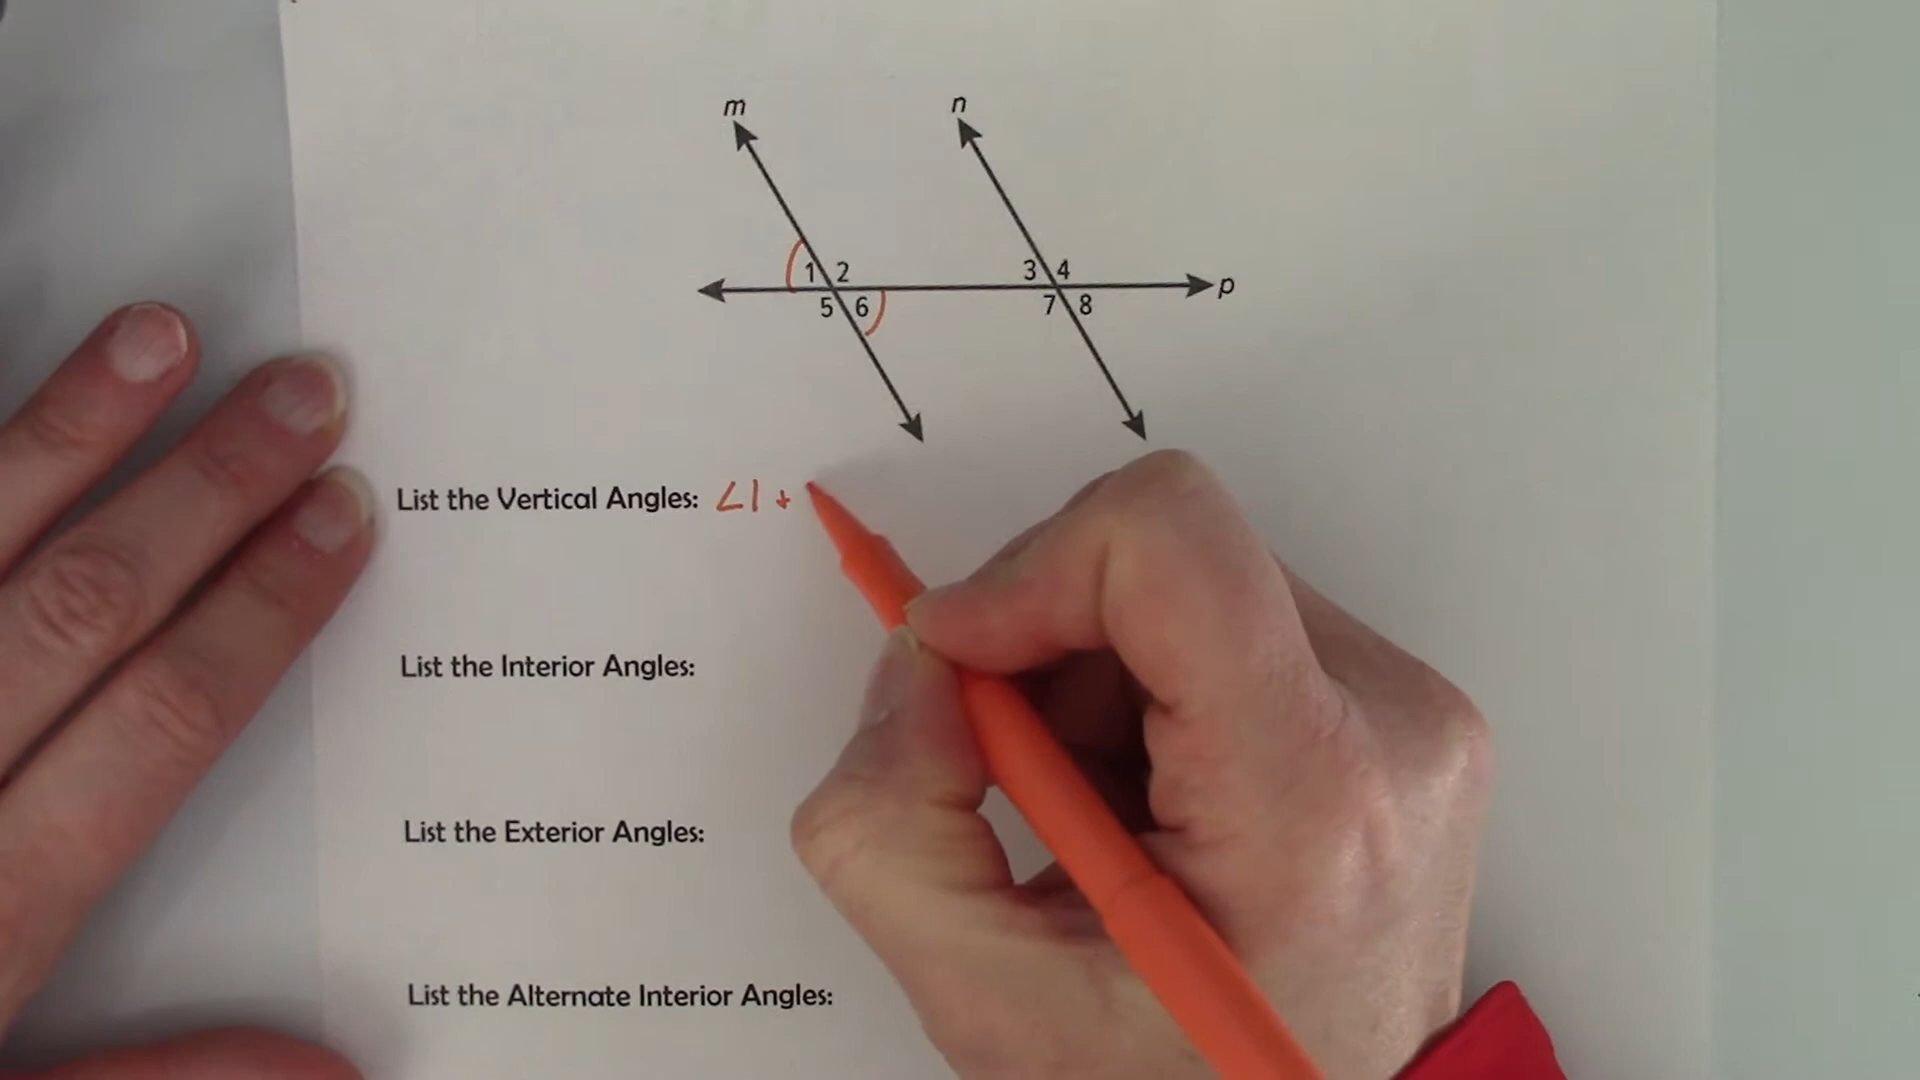 m n
1 2 3 4
p
5 6 7 8
List the Vertical Angles: ∠1 +
List the Interior Angles:
List the Exterior Angles:
List the Alternate Interior Angles: